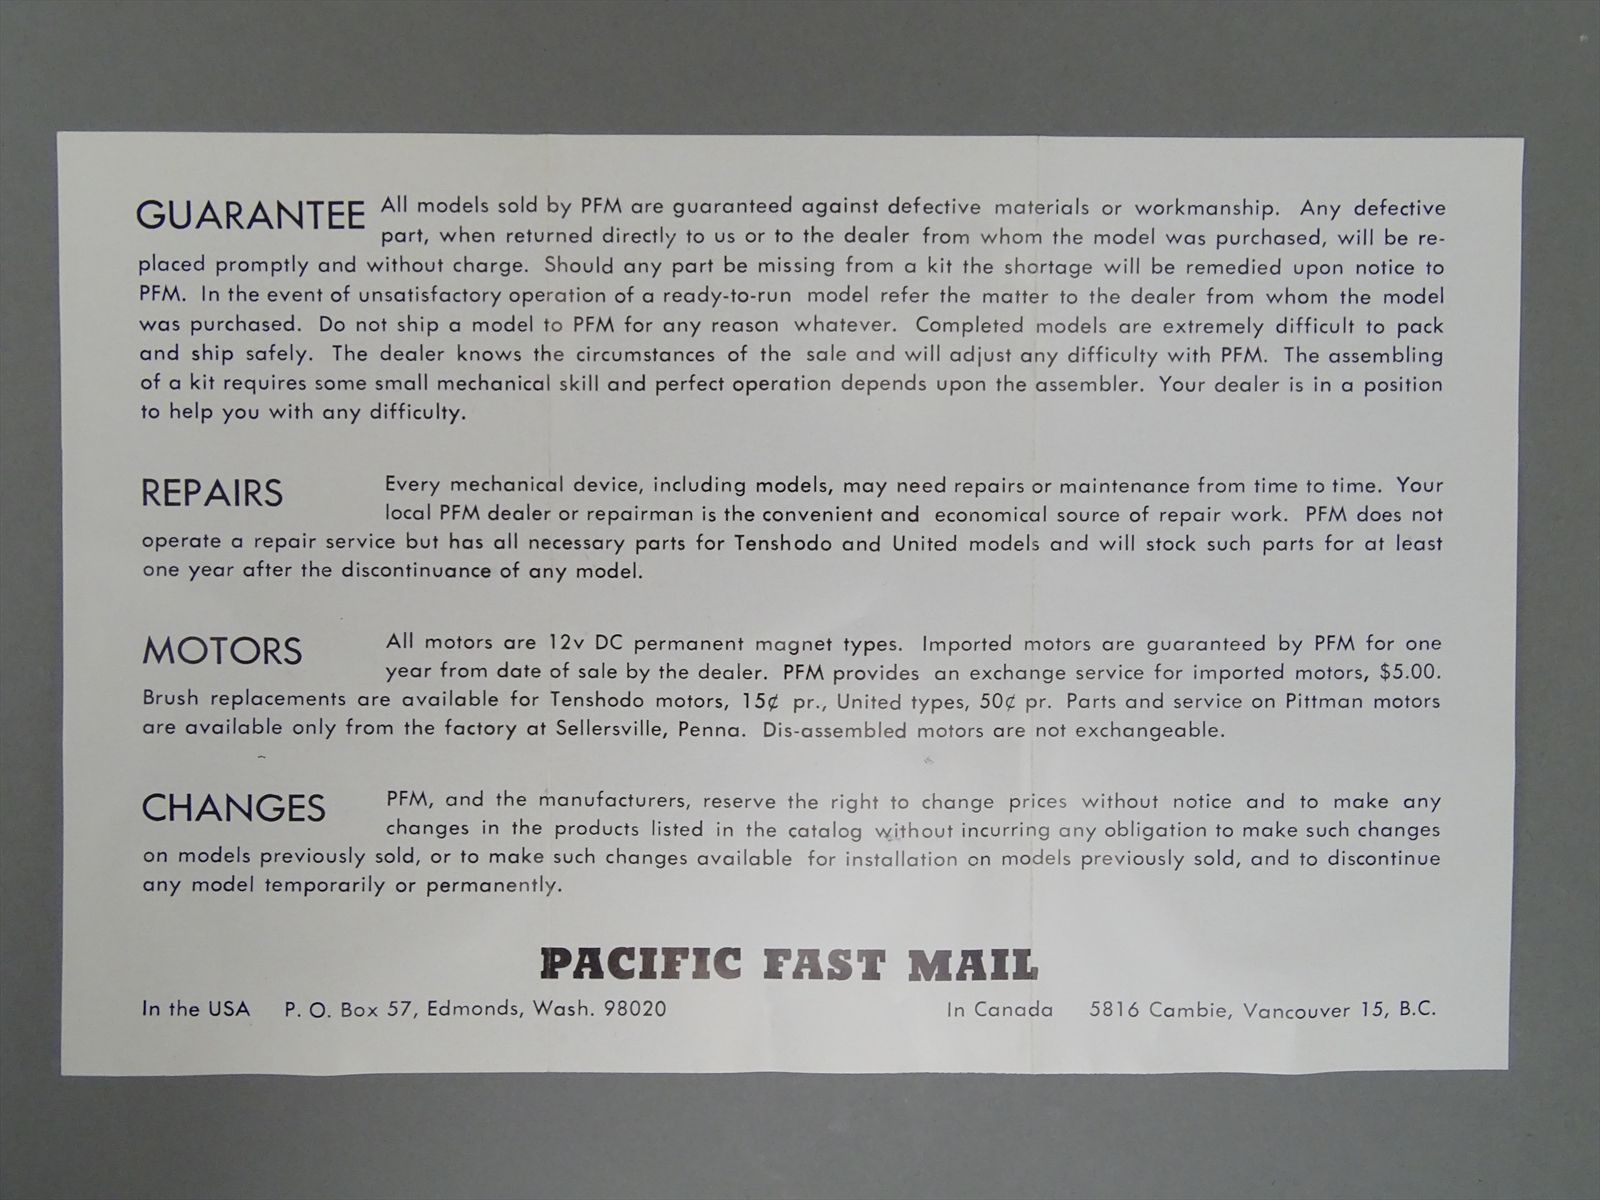 GUARANTEE All models sold by PFM are guaranteed against defective materials or workmanship. Any defective
part, when returned directly to us or to the dealer from whom the model was purchased, will be re-
placed promptly and without charge. Should any part be missing from a kit the shortage will be remedied upon notice to
PFM. In the event of unsatisfactory operation of a ready-to-run model refer the matter to the dealer from whom the model
was purchased. Do not ship a model to PFM for any reason whatever. Completed models are extremely difficult to pack
and ship safely. The dealer knows the circumstances of the sale and will adjust any difficulty with PFM. The assembling
of a kit requires some small mechanical skill and perfect operation depends upon the assembler. Your dealer is in a position
to help you with any difficulty.
REPAIRS Every mechanical device, including models, may need repairs or maintenance from time to time. Your
local PFM dealer or repairman is the convenient and economical source of repair work. PFM does not
operate a repair service but has all necessary parts for Tenshodo and United models and will stock such parts for at least
one year after the discontinuance of any model.
MOTORS All motors are 12v DC permanent magnet types. Imported motors are guaranteed by PFM for one
year from date of sale by the dealer. PFM provides an exchange service for imported motors, $5.00.
Brush replacements are available for Tenshodo motors, 15¢ pr., United types, 50¢ pr. Parts and service on Pittman motors
are available only from the factory at Sellersville, Penna. Dis-assembled motors are not exchangeable.
CHANGES PFM, and the manufacturers, reserve the right to change prices without notice and to make any
changes in the products listed in the catalog without incurring any obligation to make such changes
on models previously sold, or to make such changes available for installation on models previously sold, and to discontinue
any model temporarily or permanently.
PACIFIC FAST MAIL
In the USA P. O. Box 57, Edmonds, Wash. 98020 In Canada 5816 Cambie, Vancouver 15, B.C.